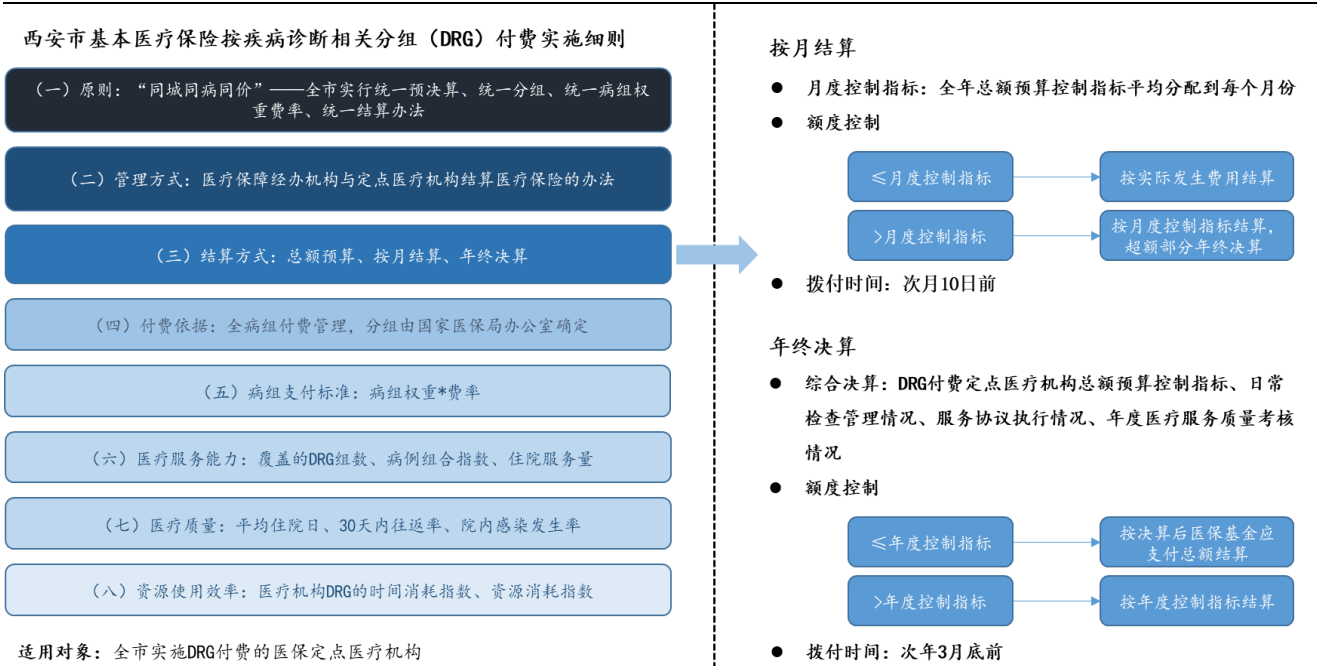 西安市基本医疗保险按疾病诊断相关分组（DRG）付费实施细则
（一）原则：“同城同病同价”——全市实行统一预决算、统一分组、统一病组权
重费率、统一结算办法
（二）管理方式：医疗保障经办机构与定点医疗机构结算医疗保险的办法
（三）结算方式：总额预算、按月结算、年终决算
（四）付费依据：全病组付费管理，分组由国家医保局办公室确定
（五）病组支付标准：病组权重*费率
（六）医疗服务能力：覆盖的DRG组数、病例组合指数、住院服务量
（七）医疗质量：平均住院日、30天内往返率、院内感染发生率
（八）资源使用效率：医疗机构DRG的时间消耗指数、资源消耗指数
适用对象：全市实施DRG付费的医保定点医疗机构
按月结算
● 月度控制指标：全年总额预算控制指标平均分配到每个月份
● 额度控制
≤月度控制指标
按实际发生费用结算
>月度控制指标
按月度控制指标结算，
超额部分年终决算
● 拨付时间：次月10日前
年终决算
● 综合决算：DRG付费定点医疗机构总额预算控制指标、日常
检查管理情况、服务协议执行情况、年度医疗服务质量考核
情况
● 额度控制
≤年度控制指标
按决算后医保基金应
支付总额结算
>年度控制指标
按年度控制指标结算
● 拨付时间：次年3月底前